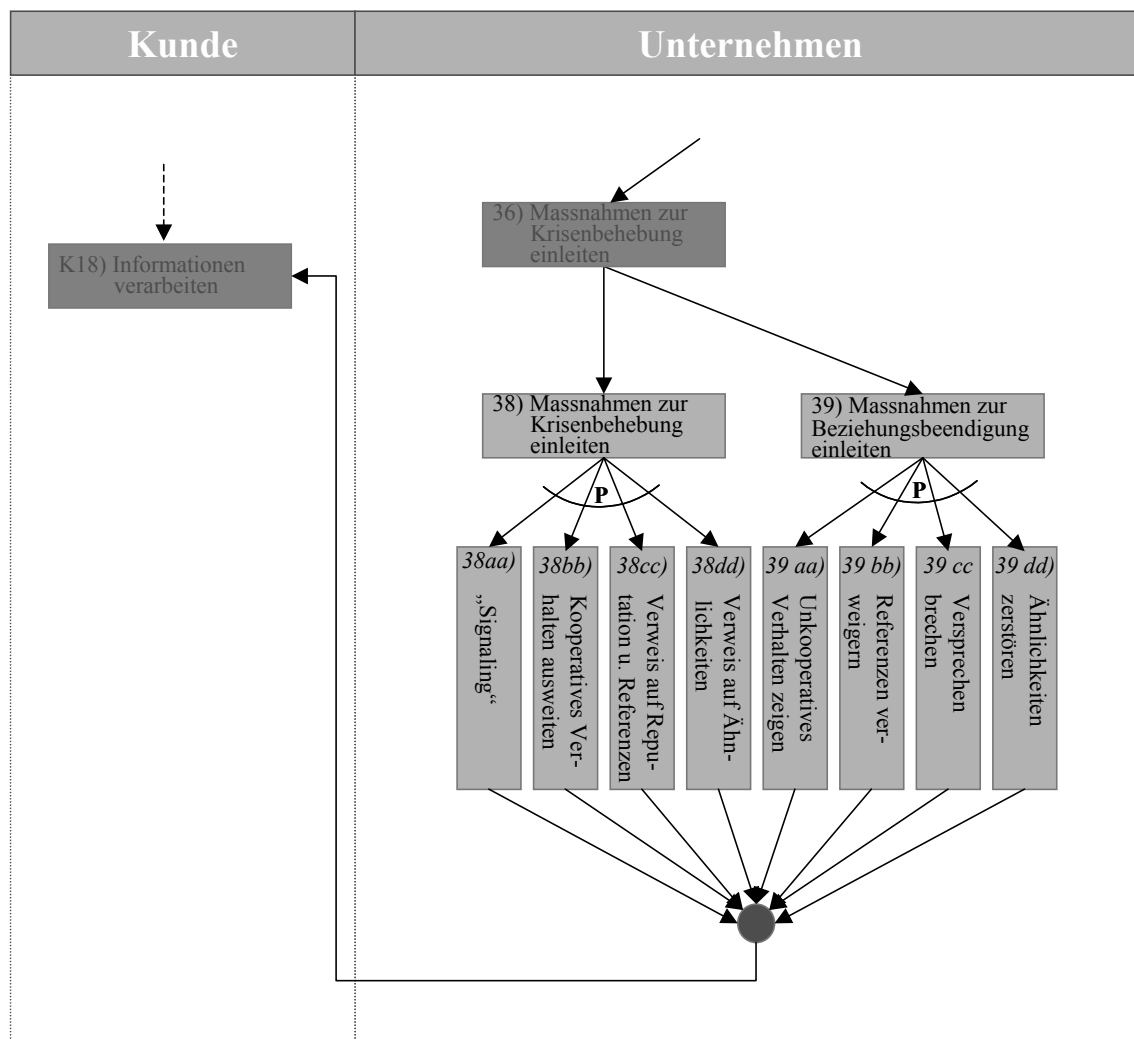 Kunde
Unternehmen
36) Massnahmen zur
Krisenbehebung
einleiten
K18) Informationen
verarbeiten
38) Massnahmen zur
Krisenbehebung
einleiten
39) Massnahmen zur
Beziehungsbeendigung
einleiten
P
P
38aa)
„Signaling“
38bb)
Kooperatives Ver-
halten ausweiten
38cc)
Verweis auf Repu-
tation u. Referenzen
38dd)
Verweis auf Ähn-
lichkeiten
39 aa)
Unkooperatives
Verhalten zeigen
39 bb)
Referenzen ver-
weigern
39 cc
Versprechen
brechen
39 dd)
Ähnlichkeiten
zerstören